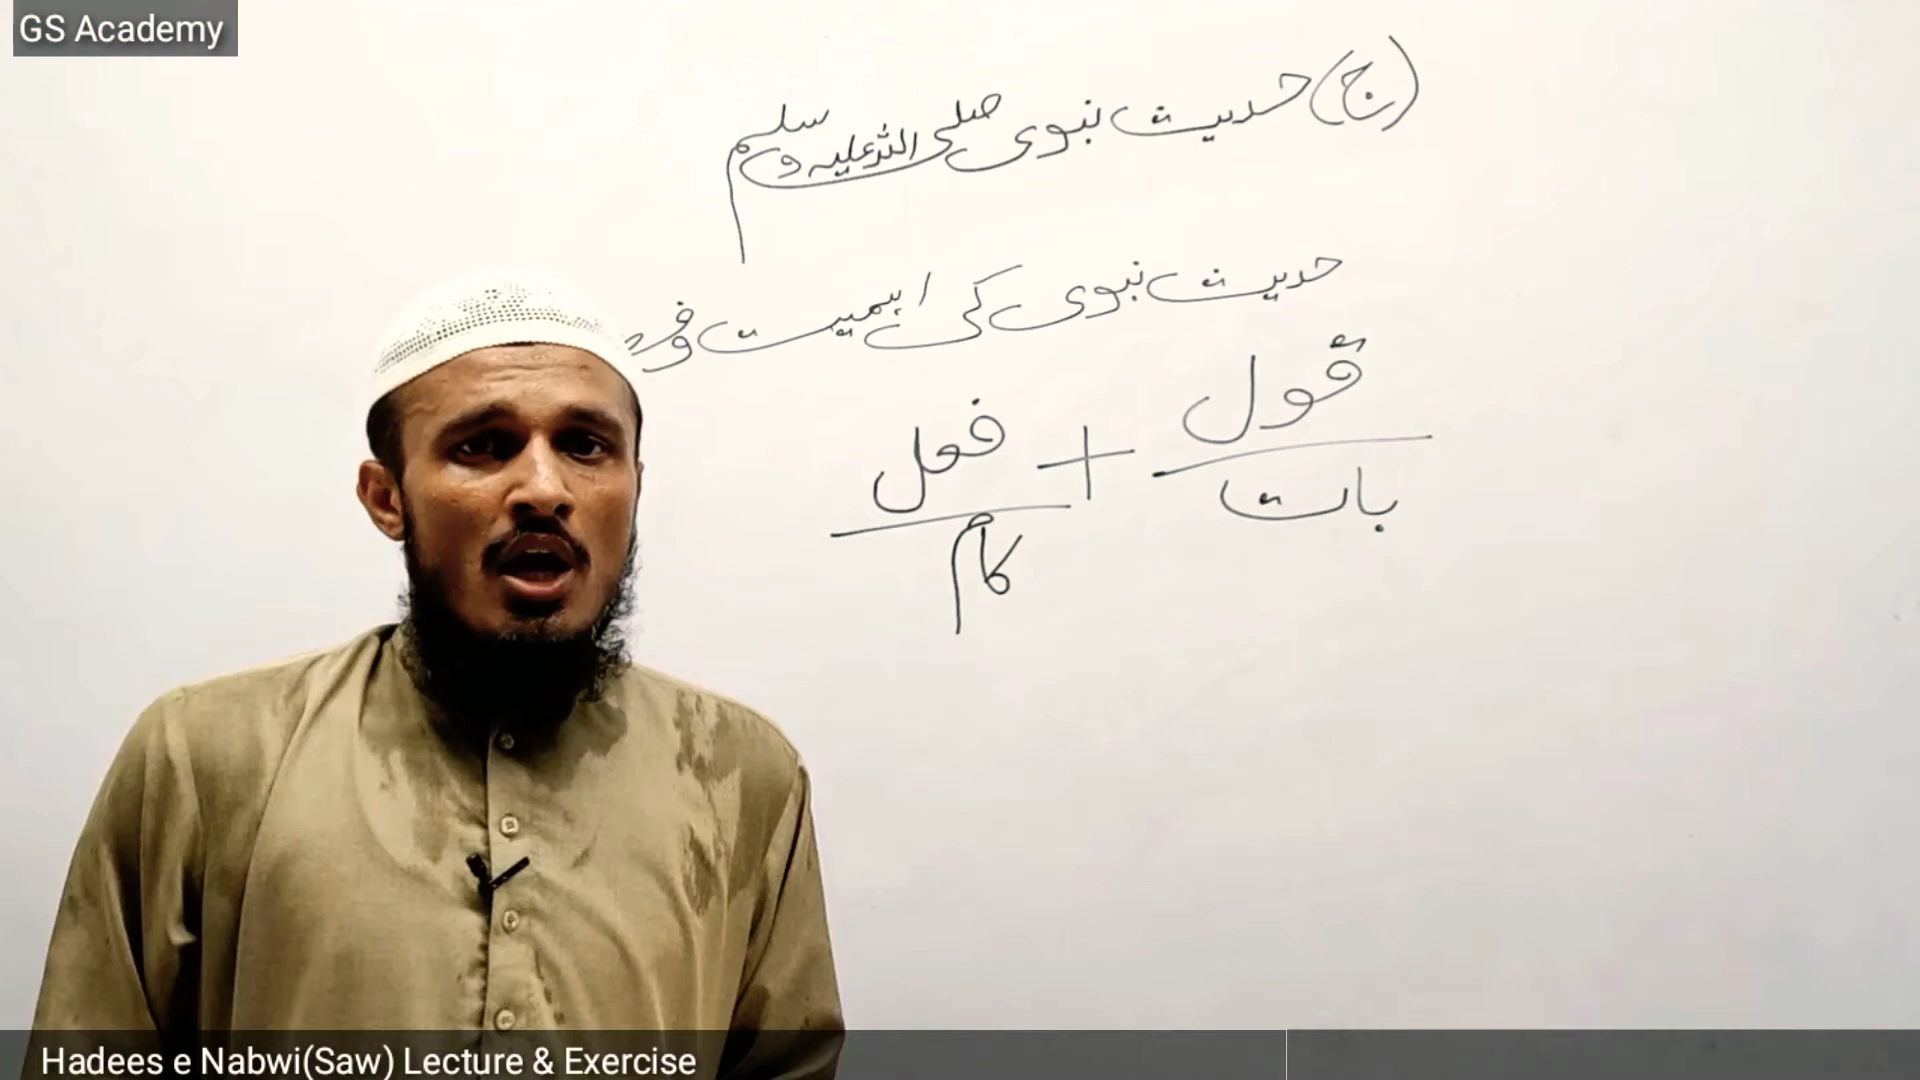 GS Academy
(ج) حدیث نبوی صلی اللہ علیہ وسلم
حدیث نبوی کی اہمیت و
قول + فعل
بات کام
Hadees e Nabwi(Saw) Lecture & Exercise